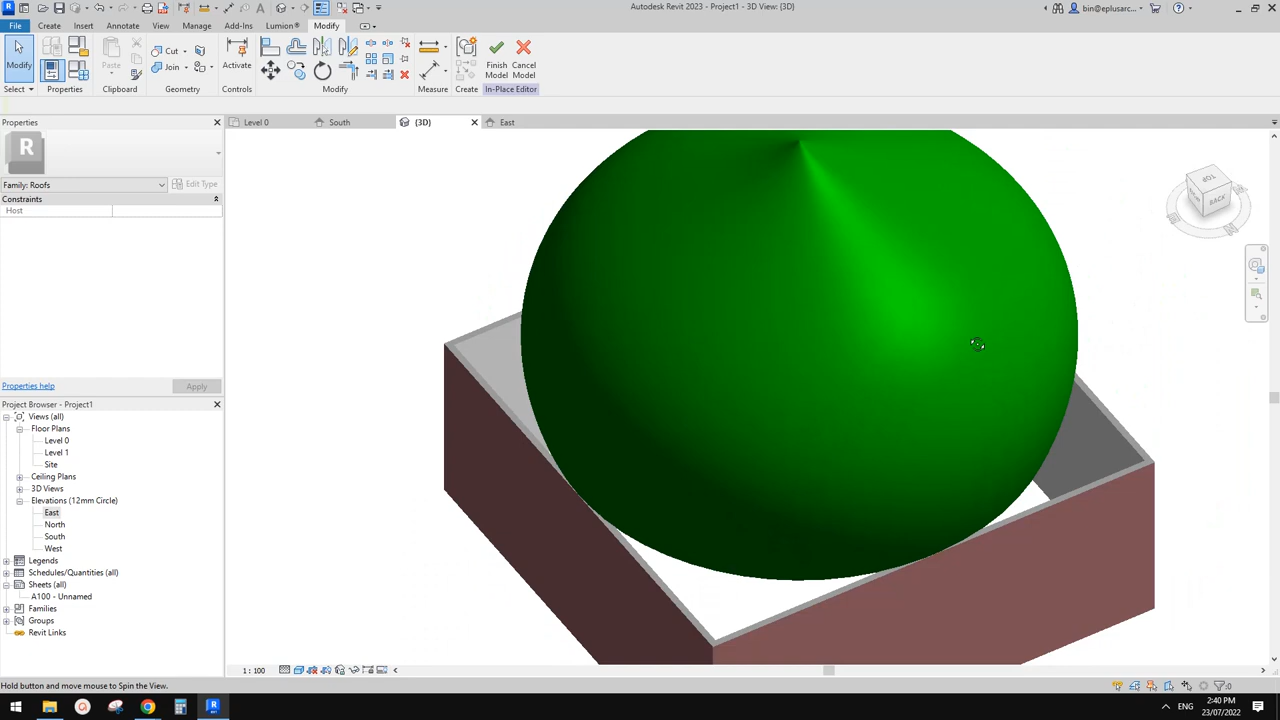 Autodesk Revit 2023 - Project1 - 3D View: {3D}
bin@eplusarc...
File Create Insert Annotate View Manage Add-Ins Lumion® Modify
Modify
Paste
Cut
Join
Activate
Finish Model
Cancel Model
Select Properties Clipboard Geometry Controls Modify Measure Create In-Place Editor
Properties
Level 0
South
{3D}
East
R
Family: Roofs
Edit Type
Constraints
Host
TOP
BACK
Properties help
Apply
Project Browser - Project1
Views (all)
Floor Plans
Level 0
Level 1
Site
Ceiling Plans
3D Views
Elevations (12mm Circle)
East
North
South
West
Legends
Schedules/Quantities (all)
Sheets (all)
A100 - Unnamed
Families
Groups
Revit Links
1 : 100
Hold button and move mouse to Spin the View.
:0
ENG
2:40 PM
23/07/2022